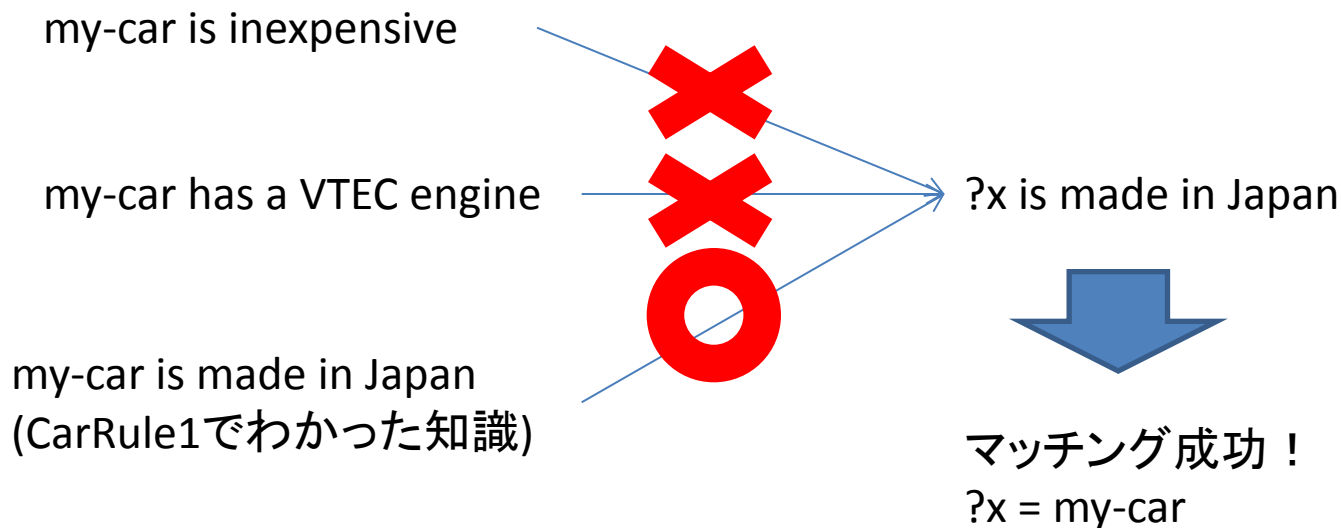 my-car is inexpensive
my-car has a VTEC engine
?x is made in Japan
my-car is made in Japan
(CarRule1でわかった知識)
マッチング成功！
?x = my-car